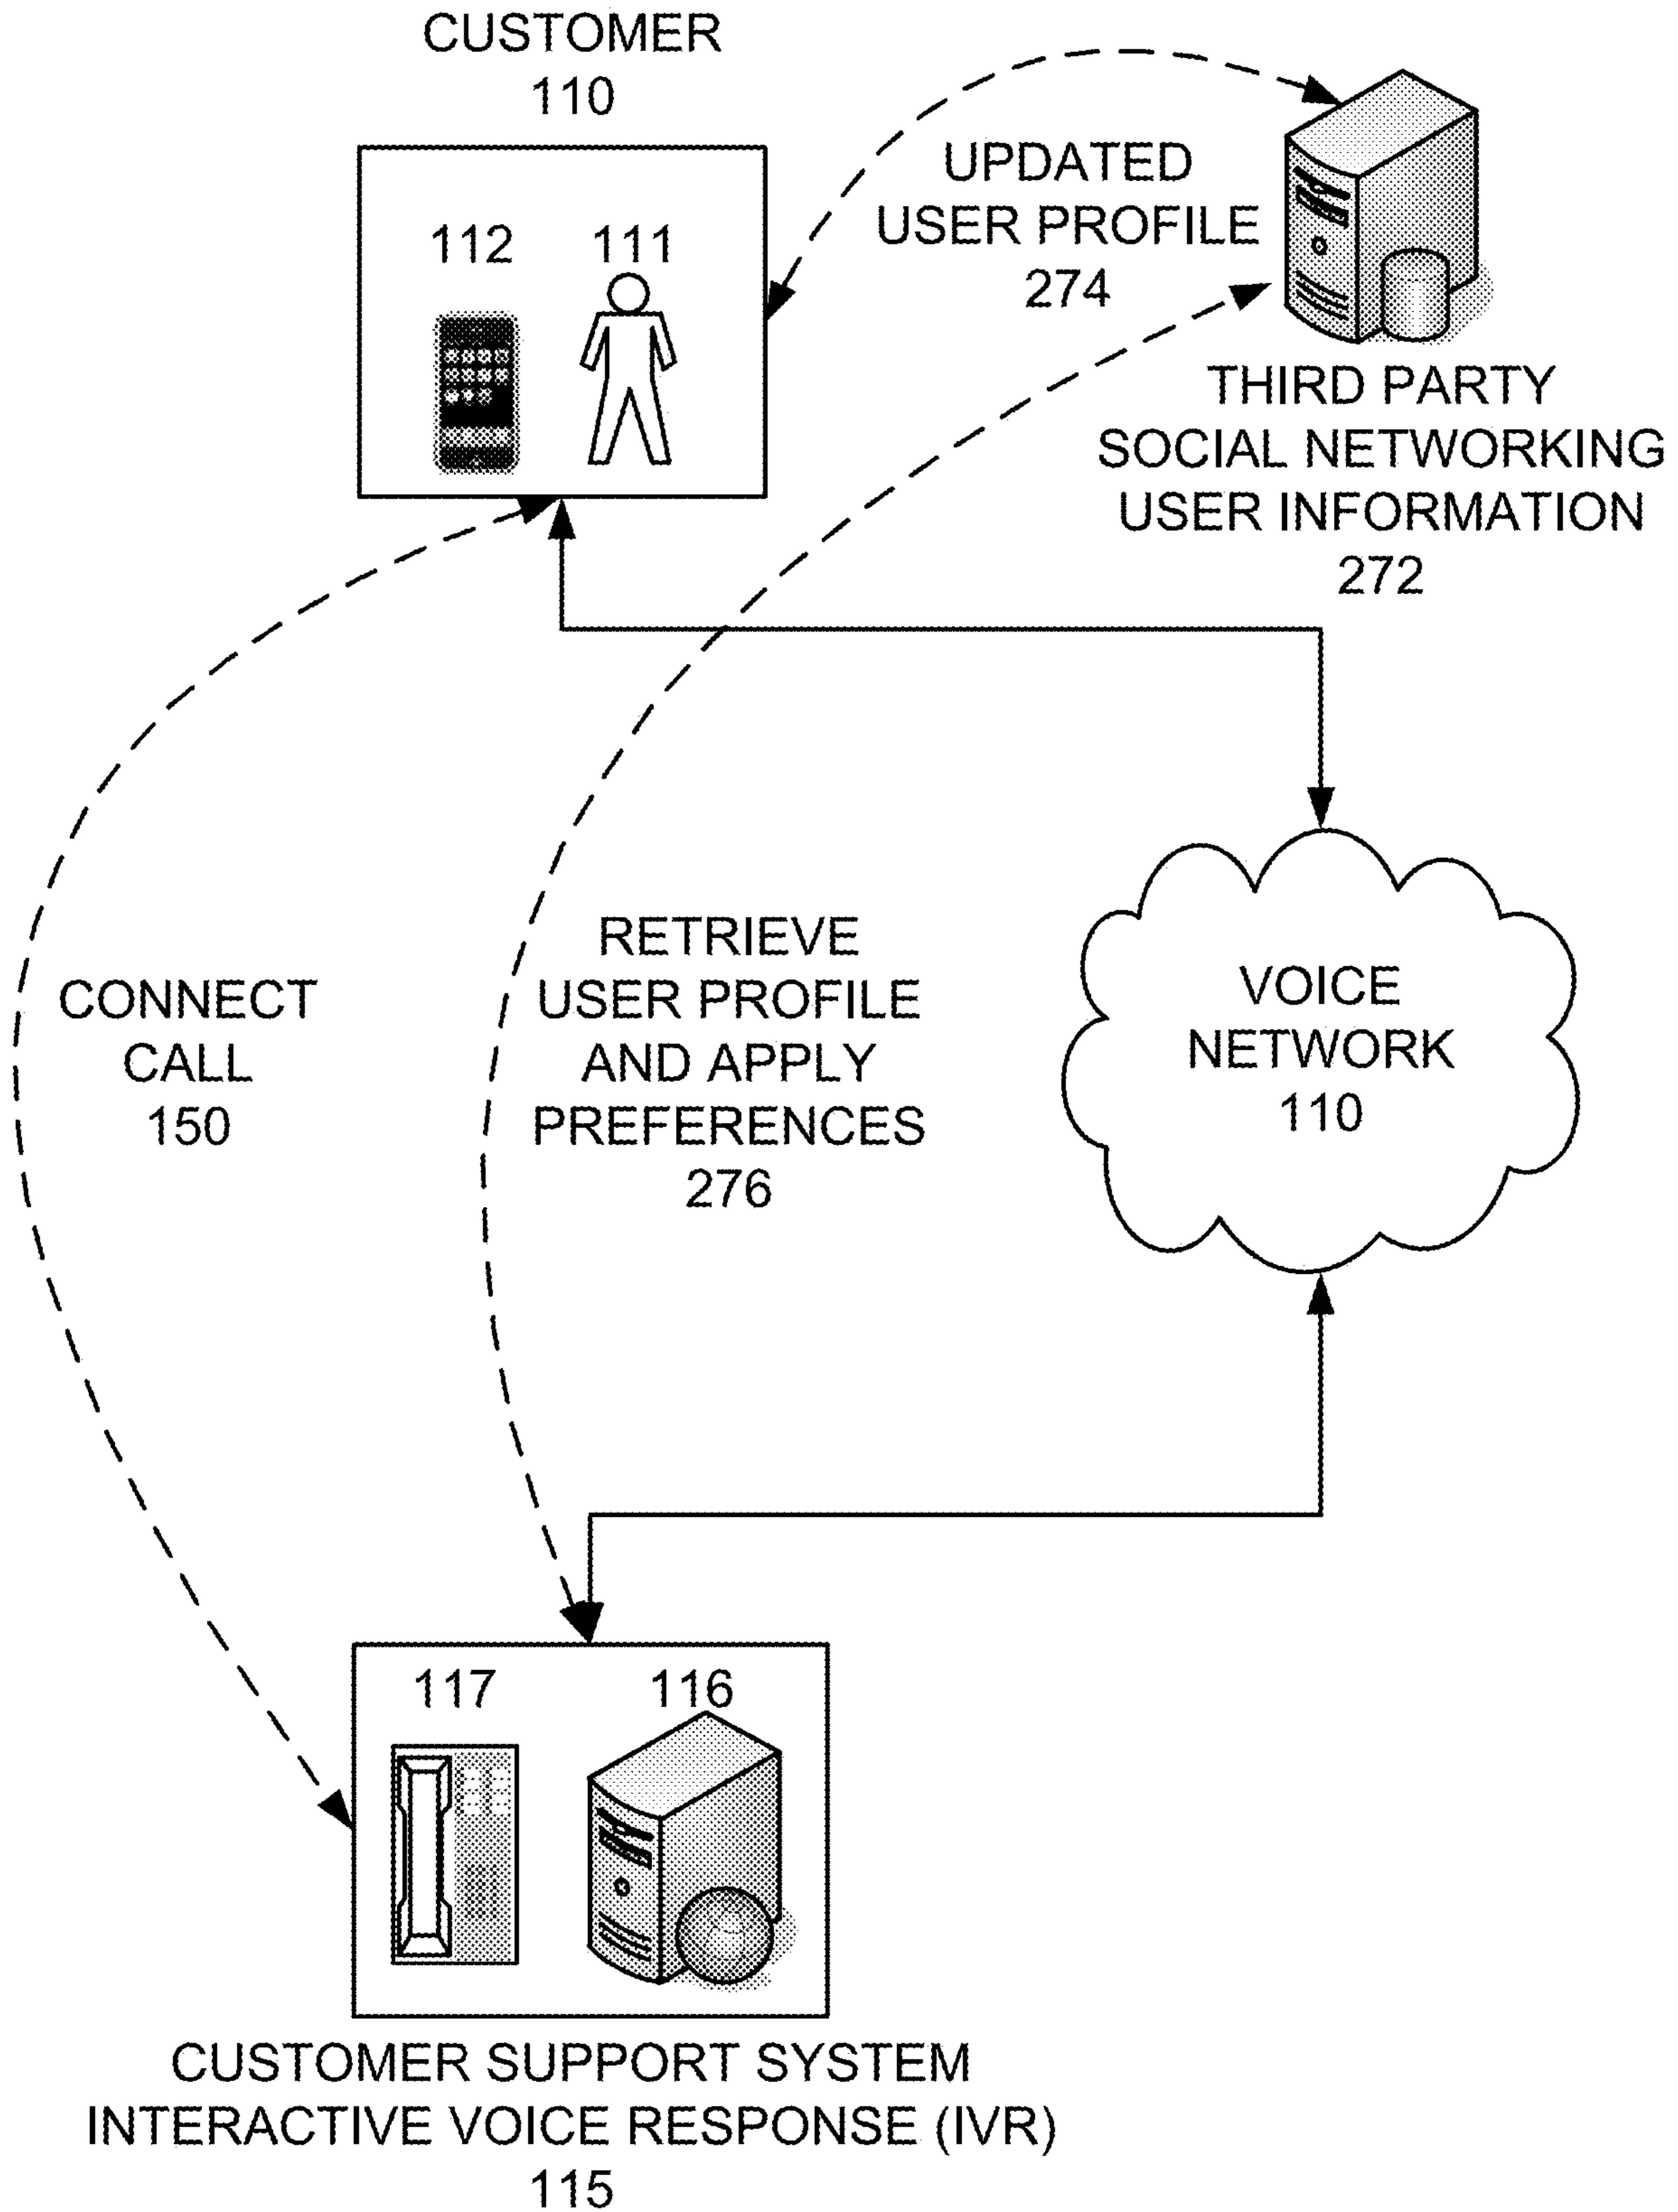 CUSTOMER
110
112
111
UPDATED
USER PROFILE
274
THIRD PARTY
SOCIAL NETWORKING
USER INFORMATION
272
CONNECT
CALL
150
RETRIEVE
USER PROFILE
AND APPLY
PREFERENCES
276
VOICE
NETWORK
110
117
116
CUSTOMER SUPPORT SYSTEM
INTERACTIVE VOICE RESPONSE (IVR)
115